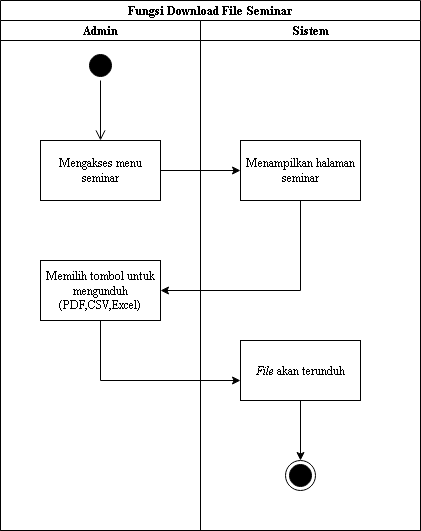 Fungsi Download File Seminar
Admin
Sistem
Mengakses menu
seminar
Menampilkan halaman
seminar
Memilih tombol untuk
mengunduh
(PDF,CSV,Excel)
File akan terunduh